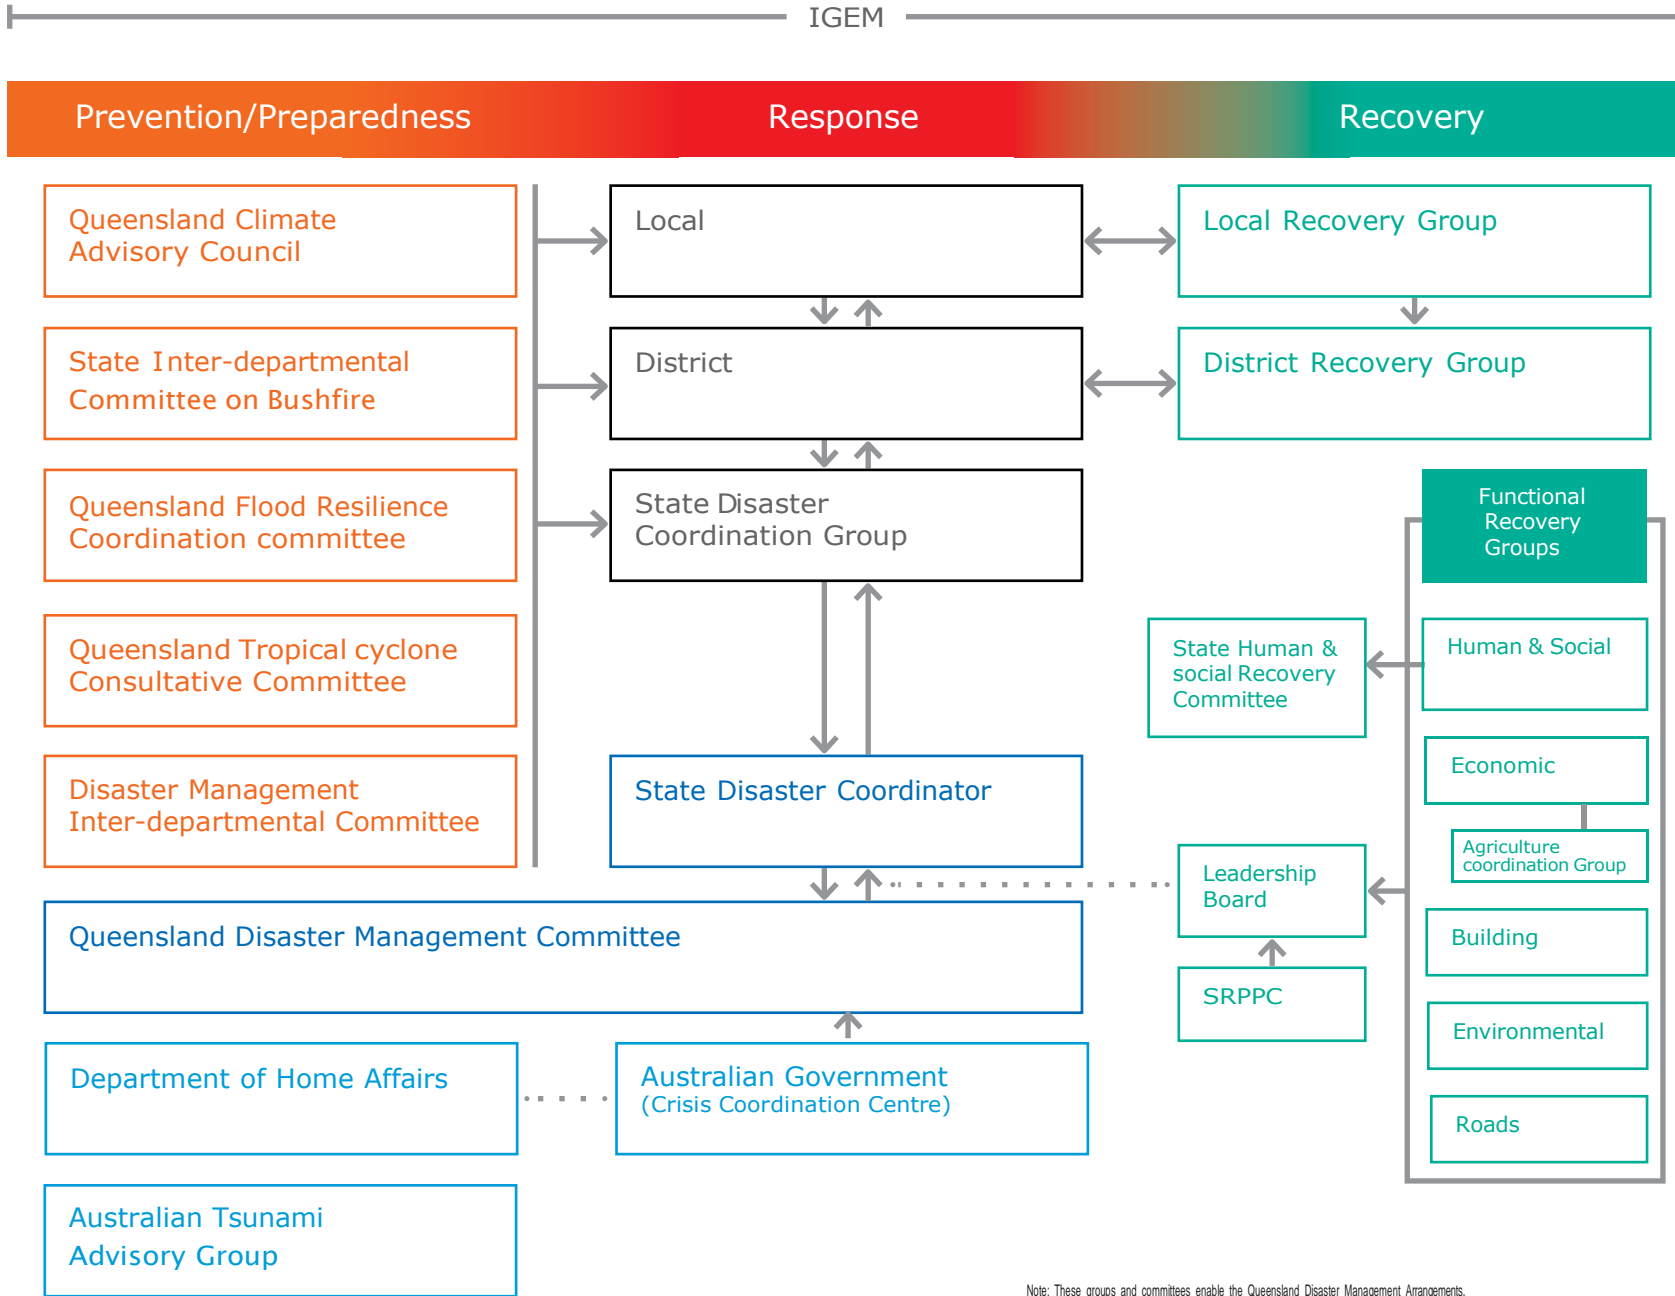 IGEM
Prevention/Preparedness
Response
Recovery
Queensland Climate
Advisory Council
State Inter-departmental
Committee on Bushfire
Queensland Flood Resilience
Coordination committee
Queensland Tropical cyclone
Consultative Committee
Disaster Management
Inter-departmental Committee
Local
District
State Disaster
Coordination Group
State Disaster Coordinator
Queensland Disaster Management Committee
Department of Home Affairs
Australian Government
(Crisis Coordination Centre)
Australian Tsunami
Advisory Group
Local Recovery Group
District Recovery Group
State Human &
social Recovery
Committee
Leadership
Board
SRPPC
Functional
Recovery
Groups
Human & Social
Economic
Agriculture
coordination Group
Building
Environmental
Roads
Note: These groups and committees enable the Queensland Disaster Management Arrangements.